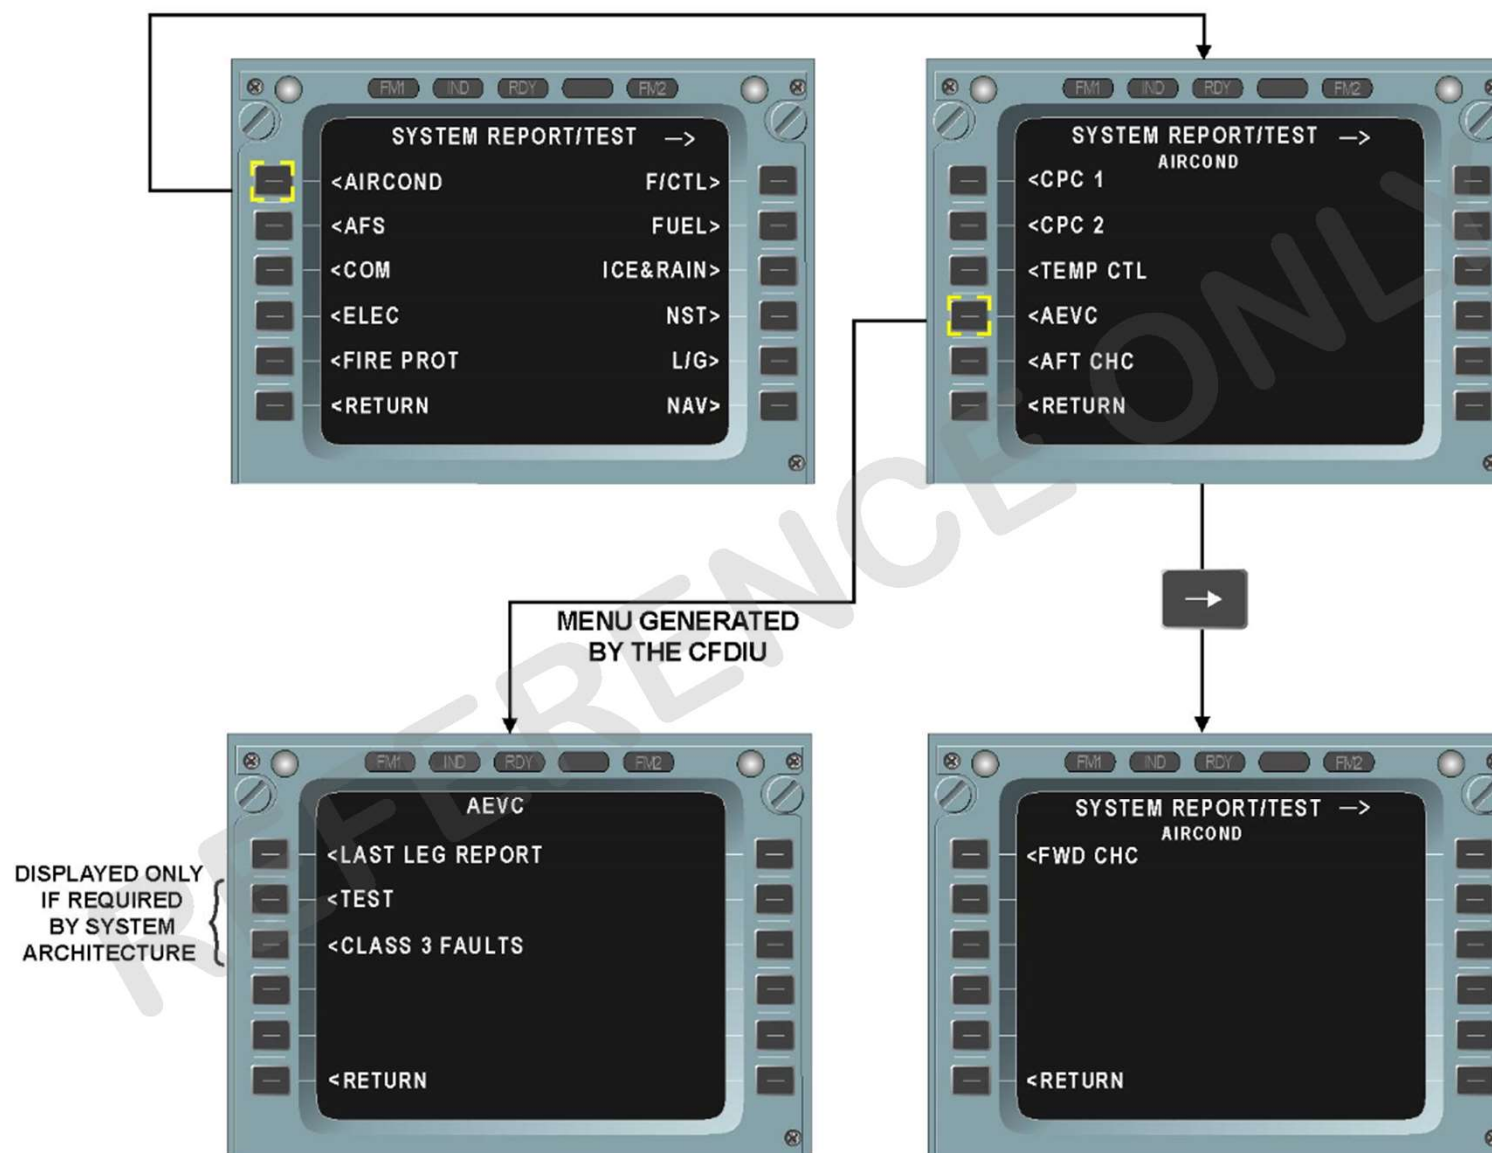 FM1 IND RDY FM2
SYSTEM REPORT/TEST —>
<AIRCOND F/CTL>
<AFS FUEL>
<COM ICE&RAIN>
<ELEC NST>
<FIRE PROT L/G>
<RETURN NAV>
FM1 IND RDY FM2
SYSTEM REPORT/TEST —>
AIRCOND
<CPC 1
<CPC 2
<TEMP CTL
<AEVC
<AFT CHC
<RETURN
MENU GENERATED
BY THE CFDIU
DISPLAYED ONLY
IF REQUIRED
BY SYSTEM
ARCHITECTURE
FM1 IND RDY FM2
AEVC
<LAST LEG REPORT
<TEST
<CLASS 3 FAULTS
<RETURN
FM1 IND RDY FM2
SYSTEM REPORT/TEST —>
AIRCOND
<FWD CHC
<RETURN
REFERENCE ONLY